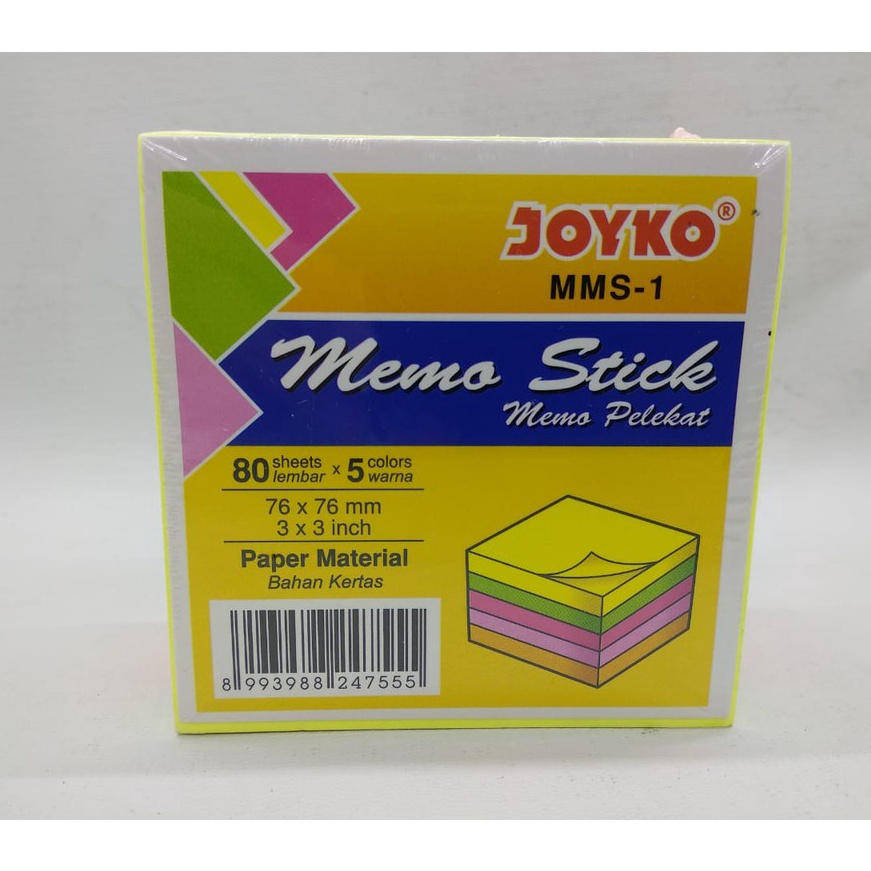 JOYKO®
MMS-1
Memo Stick
Memo Pelekat
80 sheets lembar x 5 colors warna
76 x 76 mm
3 x 3 inch
Paper Material
Bahan Kertas
8 993988 247555